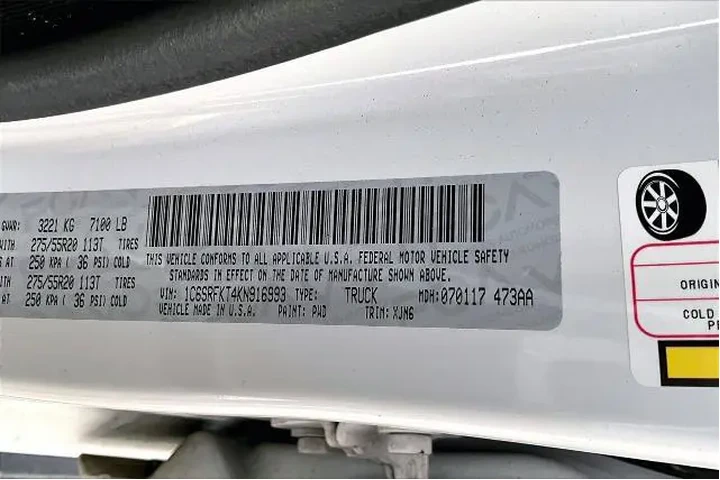 GVWR: 3221 KG 7100 LB
WITH 275/55R20 113T TIRES
S AT 250 KPA ( 36 PSI) COLD
WITH 275/55R20 113T TIRES
S AT 250 KPA ( 36 PSI) COLD
THIS VEHICLE CONFORMS TO ALL APPLICABLE U.S.A. FEDERAL MOTOR VEHICLE SAFETY
STANDARDS IN EFFECT ON THE DATE OF MANUFACTURE SHOWN ABOVE.
VIN: 1C6SRFKT4KN916993 TYPE: TRUCK MDH: 070117 473AA
VEHICLE MADE IN U.S.A. PAINT: PWD TRIM: XJM6
ORIGIN
COLD